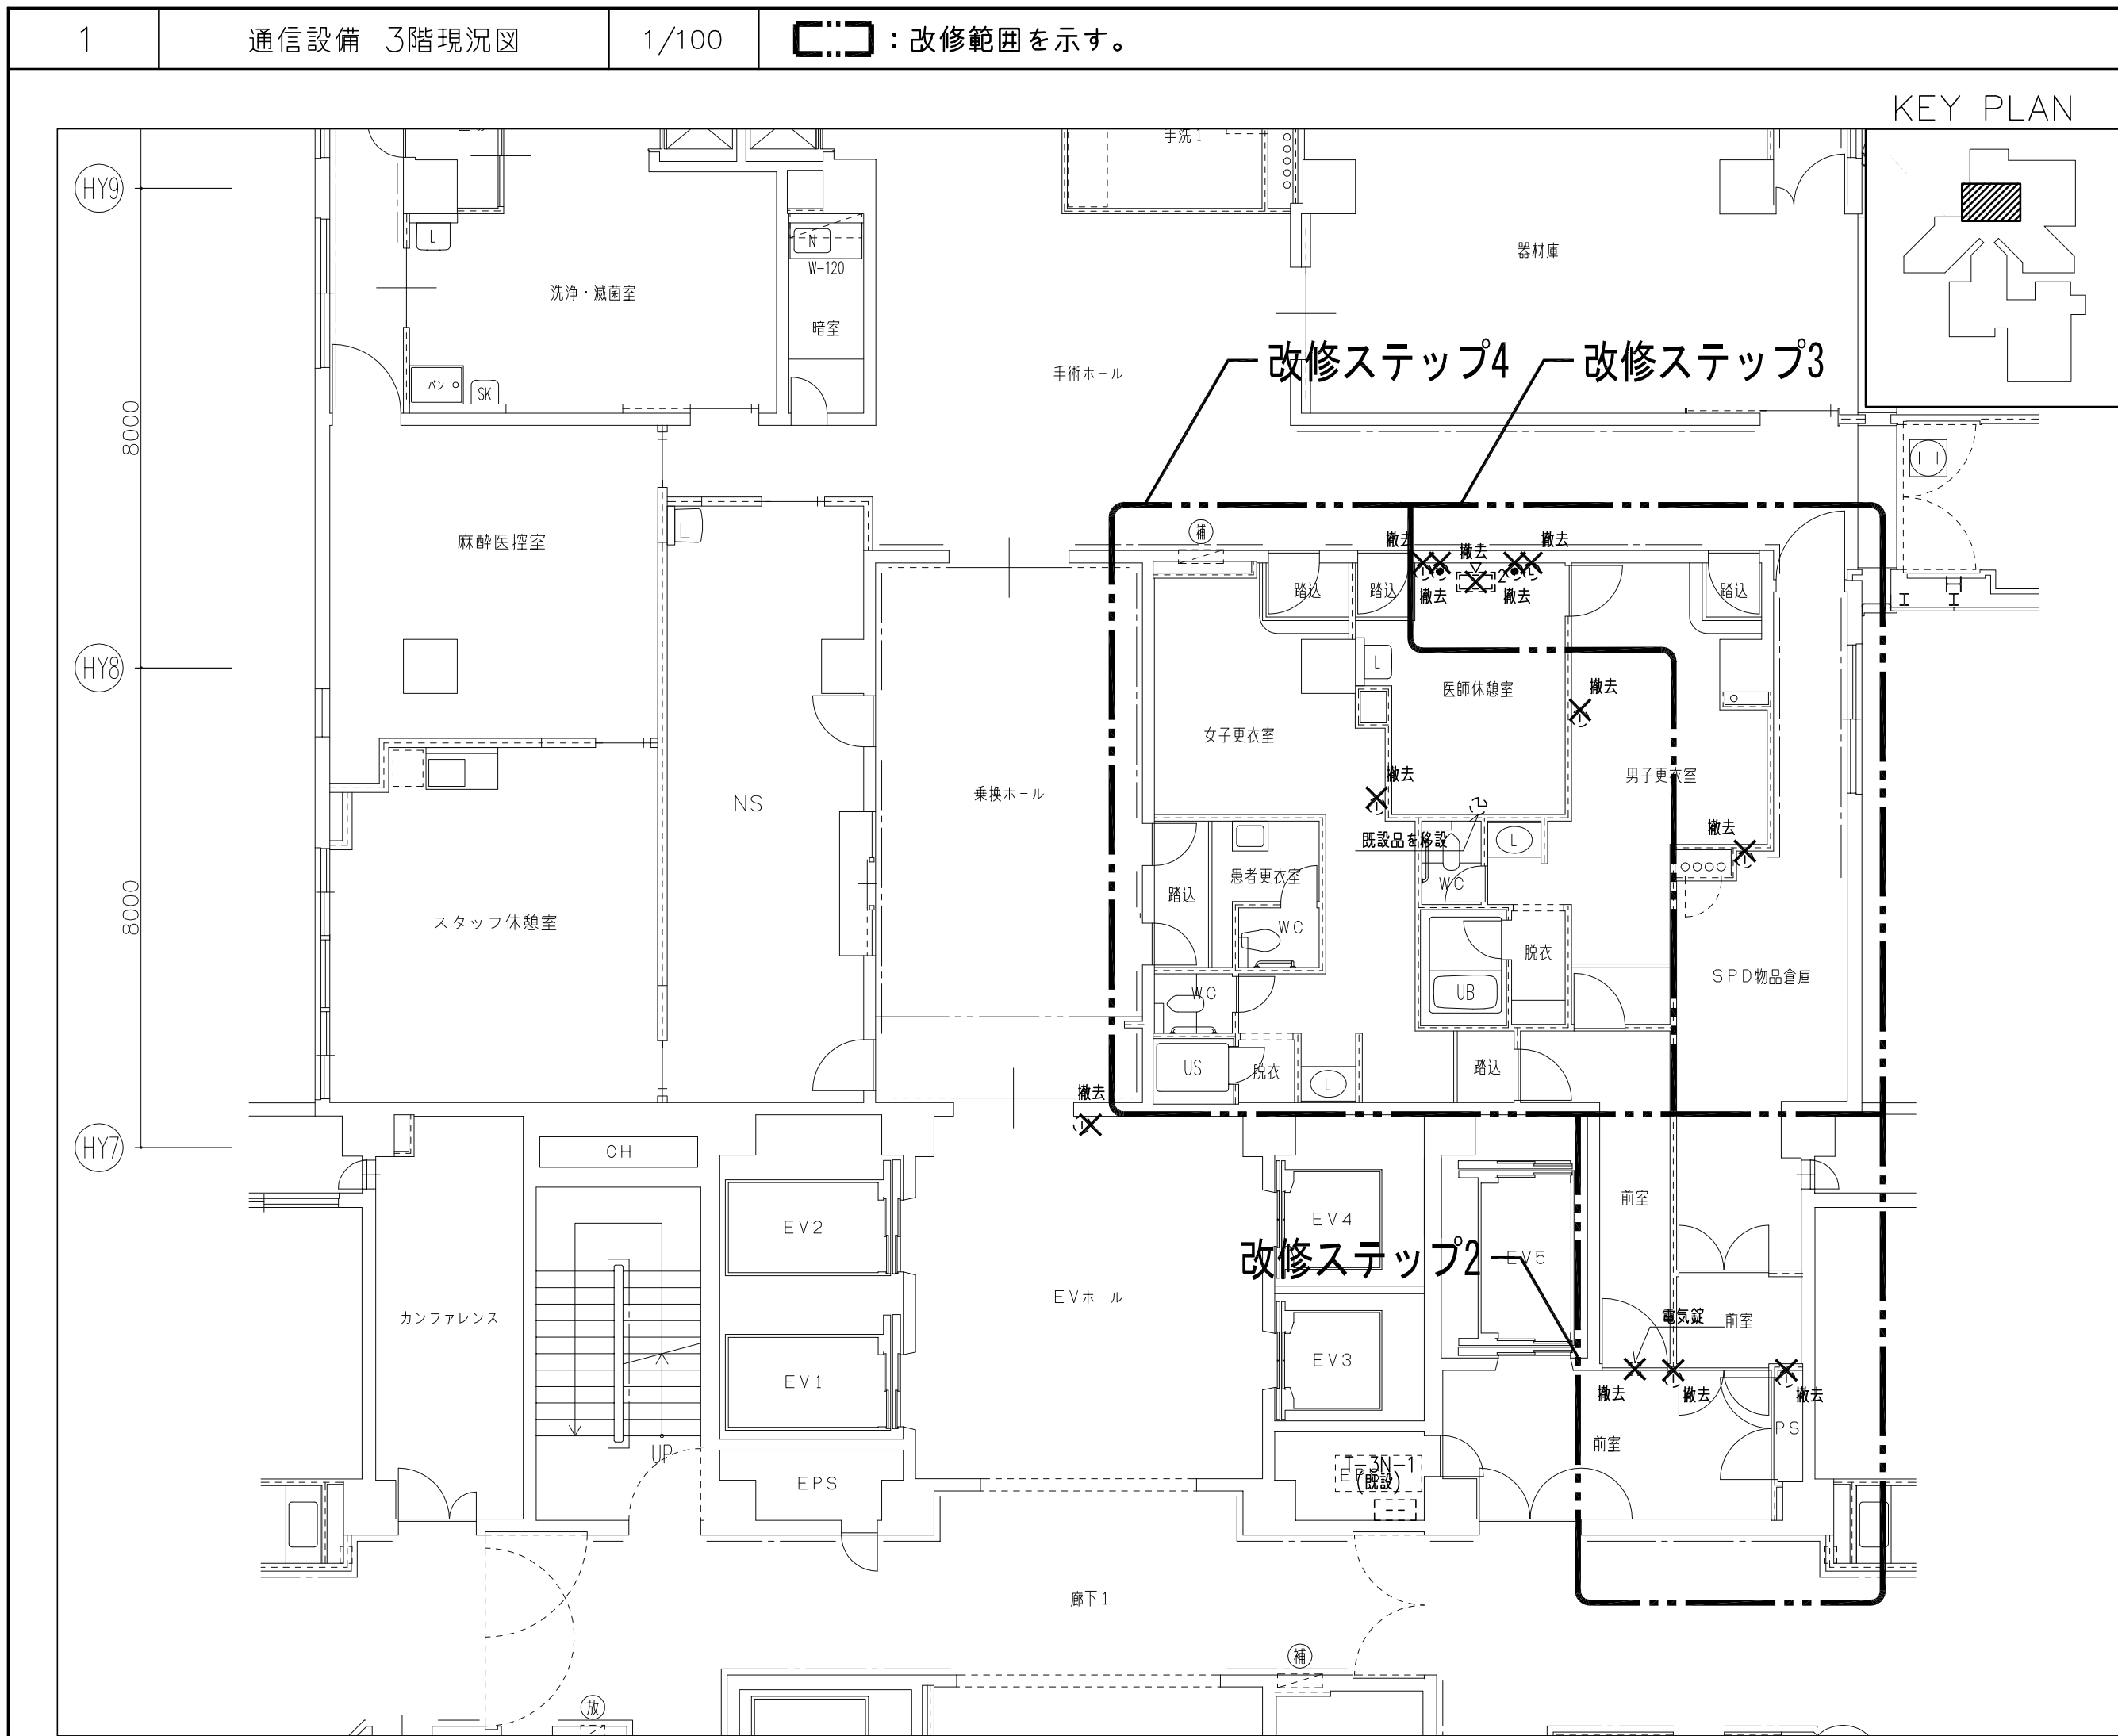 1
通信設備 3階現況図
1/100
：改修範囲を示す。
KEY PLAN
手洗1
HY9
L
N
W-120
器材庫
洗浄・滅菌室
暗室
改修ステップ4
改修ステップ3
手術ホール
パン
SK
8000
麻酔医控室
L
補
撤去
撤去
撤去
2
踏込
踏込
撤去
撤去
踏込
HY8
L
医師休憩室
撤去
女子更衣室
撤去
男子更衣室
NS
乗換ホール
撤去
既設品を移設
L
患者更衣室
WC
踏込
8000
スタッフ休憩室
WC
脱衣
SPD物品倉庫
WC
UB
US
脱衣
踏込
L
撤去
HY7
CH
前室
EV2
EV4
改修ステップ2
EV5
EVホール
カンファレンス
電気錠
前室
EV3
EV1
撤去
撤去
撤去
PS
前室
UP
EPS
T-3N-1
(既設)
廊下1
補
放